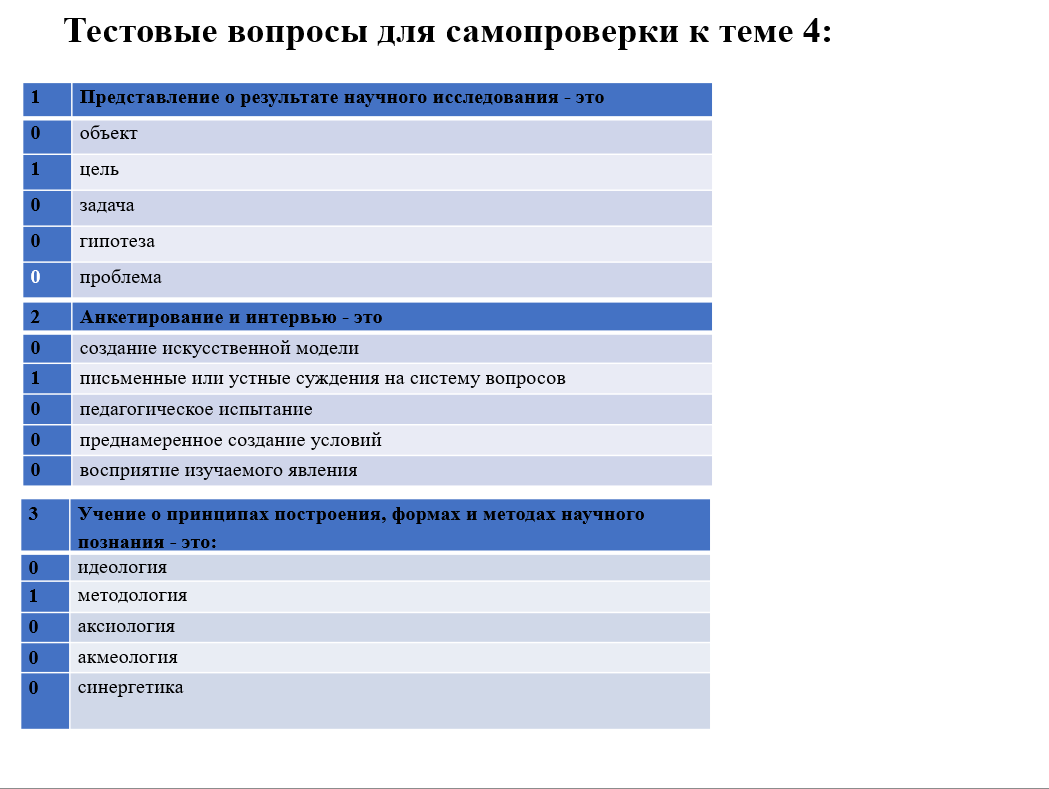 Тестовые вопросы для самопроверки к теме 4:
1 Представление о результате научного исследования - это
0 объект
1 цель
0 задача
0 гипотеза
0 проблема
2 Анкетирование и интервью - это
0 создание искусственной модели
1 письменные или устные суждения на систему вопросов
0 педагогическое испытание
0 преднамеренное создание условий
0 восприятие изучаемого явления
3 Учение о принципах построения, формах и методах научного
познания - это:
0 идеология
1 методология
0 аксиология
0 акмеология
0 синергетика